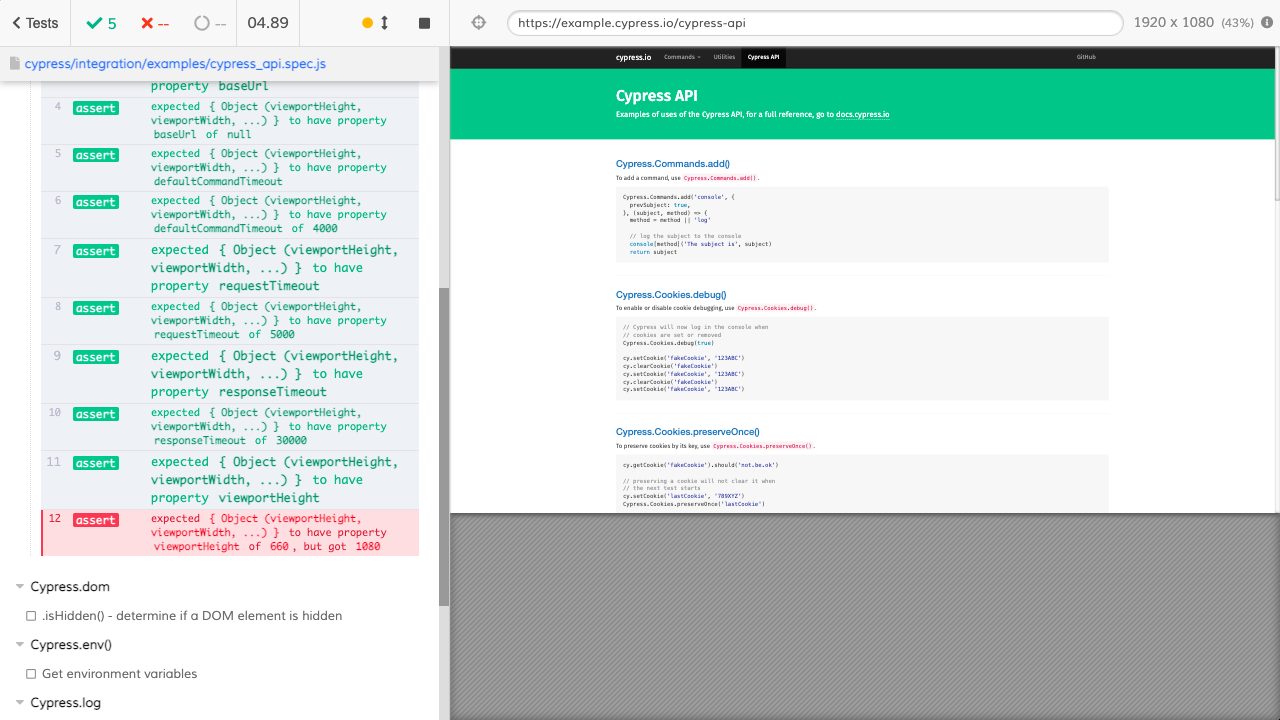 Tests
5
--
--
04.89
https://example.cypress.io/cypress-api
1920 x 1080 (43%)
cypress/integration/examples/cypress_api.spec.js
property baseUrl
4 assert expected { Object (viewportHeight,
viewportWidth, ...) } to have property
baseUrl of null
5 assert expected { Object (viewportHeight,
viewportWidth, ...) } to have property
defaultCommandTimeout
6 assert expected { Object (viewportHeight,
viewportWidth, ...) } to have property
defaultCommandTimeout of 4000
7 assert expected { Object (viewportHeight,
viewportWidth, ...) } to have
property requestTimeout
8 assert expected { Object (viewportHeight,
viewportWidth, ...) } to have property
requestTimeout of 5000
9 assert expected { Object (viewportHeight,
viewportWidth, ...) } to have
property responseTimeout
10 assert expected { Object (viewportHeight,
viewportWidth, ...) } to have property
responseTimeout of 30000
11 assert expected { Object (viewportHeight,
viewportWidth, ...) } to have
property viewportHeight
12 assert expected { Object (viewportHeight,
viewportWidth, ...) } to have property
viewportHeight of 660, but got 1080
Cypress.dom
.isHidden() - determine if a DOM element is hidden
Cypress.env()
Get environment variables
Cypress.log
cypress.io Commands Utilities Cypress API GitHub
Cypress API
Examples of uses of the Cypress API, for a full reference, go to docs.cypress.io
Cypress.Commands.add()
To add a command, use Cypress.Commands.add().
Cypress.Commands.add('console', {
prevSubject: true,
}, (subject, method) => {
method = method || 'log'
// log the subject to the console
console[method]('The subject is', subject)
return subject
Cypress.Cookies.debug()
To enable or disable cookie debugging, use Cypress.Cookies.debug().
// Cypress will now log in the console when
// cookies are set or removed
Cypress.Cookies.debug(true)
cy.setCookie('fakeCookie', '123ABC')
cy.clearCookie('fakeCookie')
cy.setCookie('fakeCookie', '123ABC')
cy.clearCookie('fakeCookie')
cy.setCookie('fakeCookie', '123ABC')
Cypress.Cookies.preserveOnce()
To preserve cookies by its key, use Cypress.Cookies.preserveOnce().
cy.getCookie('fakeCookie').should('not.be.ok')
// preserving a cookie will not clear it when
// the next test starts
cy.setCookie('lastCookie', '789XYZ')
Cypress.Cookies.preserveOnce('lastCookie')